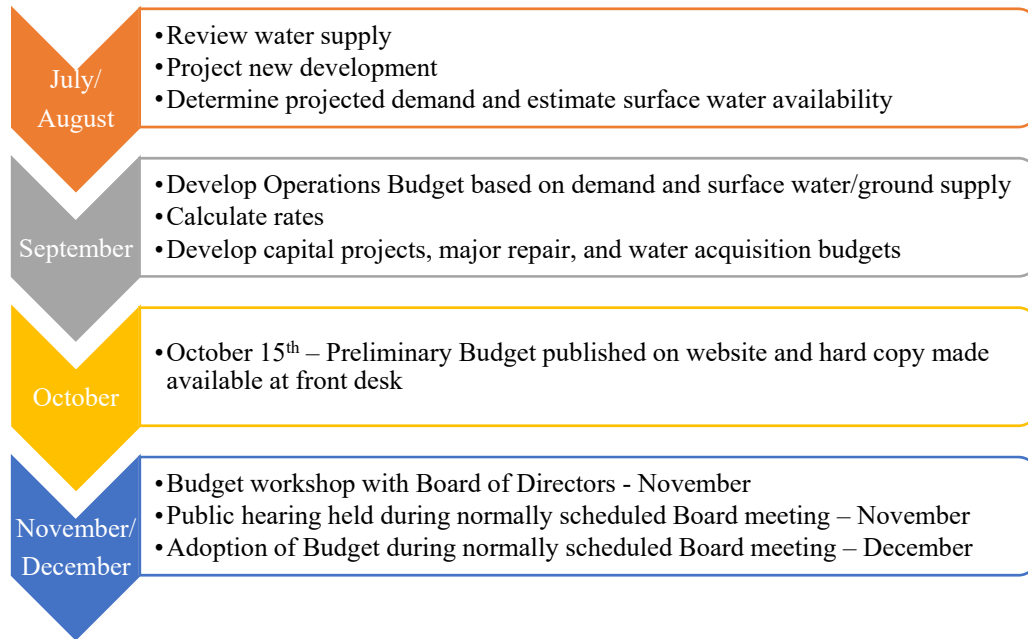 July/
August
•Review water supply
•Project new development
•Determine projected demand and estimate surface water availability
September
•Develop Operations Budget based on demand and surface water/ground supply
•Calculate rates
•Develop capital projects, major repair, and water acquisition budgets
October
•October 15th – Preliminary Budget published on website and hard copy made
available at front desk
November/
December
•Budget workshop with Board of Directors - November
•Public hearing held during normally scheduled Board meeting – November
•Adoption of Budget during normally scheduled Board meeting – December